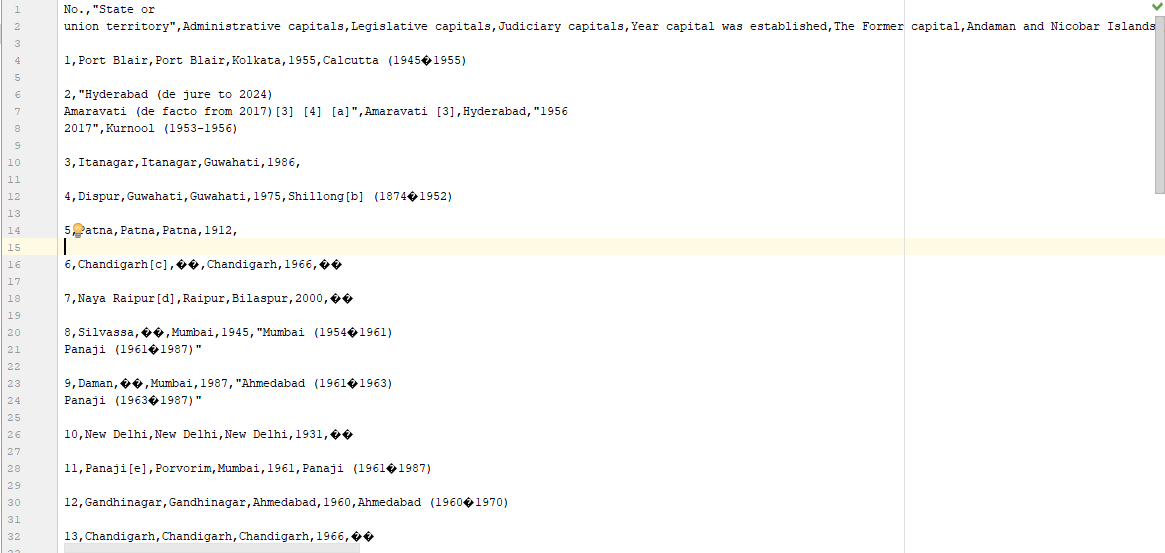 1 No.,"State or
2 union territory",Administrative capitals,Legislative capitals,Judiciary capitals,Year capital was established,The Former capital,Andaman and Nicobar Islands
3
4 1,Port Blair,Port Blair,Kolkata,1955,Calcutta (1945�1955)
5
6 2,"Hyderabad (de jure to 2024)
7 Amaravati (de facto from 2017)[3] [4] [a]",Amaravati [3],Hyderabad,"1956
8 2017",Kurnool (1953-1956)
9
10 3,Itanagar,Itanagar,Guwahati,1986,
11
12 4,Dispur,Guwahati,Guwahati,1975,Shillong[b] (1874�1952)
13
14 5,Patna,Patna,Patna,1912,
15
16 6,Chandigarh[c],��,Chandigarh,1966,��
17
18 7,Naya Raipur[d],Raipur,Bilaspur,2000,��
19
20 8,Silvassa,��,Mumbai,1945,"Mumbai (1954�1961)
21 Panaji (1961�1987)"
22
23 9,Daman,��,Mumbai,1987,"Ahmedabad (1961�1963)
24 Panaji (1963�1987)"
25
26 10,New Delhi,New Delhi,New Delhi,1931,��
27
28 11,Panaji[e],Porvorim,Mumbai,1961,Panaji (1961�1987)
29
30 12,Gandhinagar,Gandhinagar,Ahmedabad,1960,Ahmedabad (1960�1970)
31
32 13,Chandigarh,Chandigarh,Chandigarh,1966,��